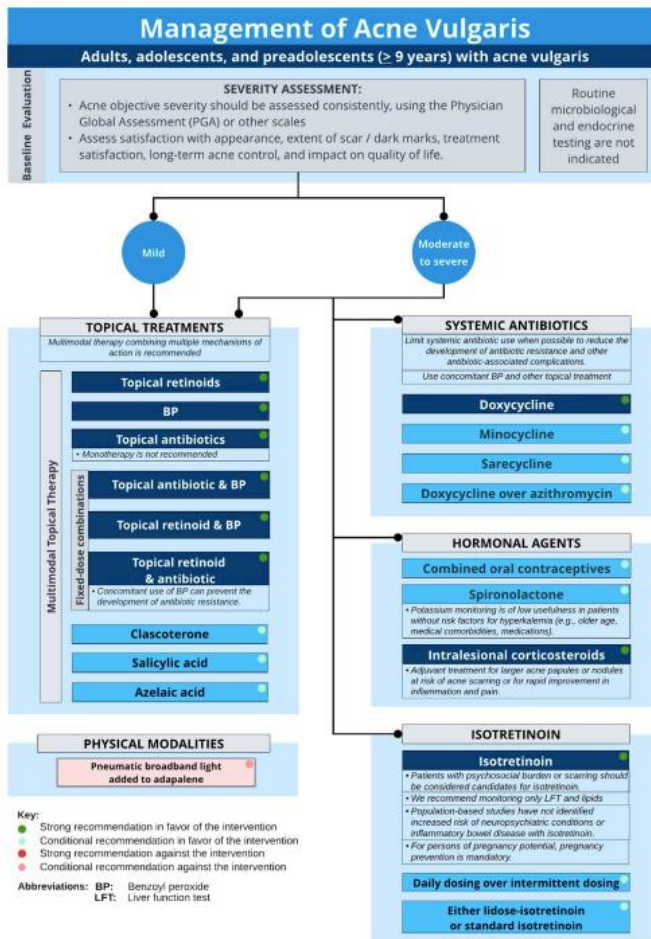 Management of Acne Vulgaris
Adults, adolescents, and preadolescents (≥ 9 years) with acne vulgaris
Baseline Evaluation
SEVERITY ASSESSMENT:
• Acne objective severity should be assessed consistently, using the Physician
Global Assessment (PGA) or other scales
• Assess satisfaction with appearance, extent of scar / dark marks, treatment
satisfaction, long-term acne control, and impact on quality of life.
Routine
microbiological
and endocrine
testing are not
indicated
Mild
Moderate
to severe
TOPICAL TREATMENTS
Multimodal therapy combining multiple mechanisms of
action is recommended
Multimodal Topical Therapy
Topical retinoids
BP
Topical antibiotics
• Monotherapy is not recommended
Fixed-dose combinations
Topical antibiotic & BP
Topical retinoid & BP
Topical retinoid
& antibiotic
• Concomitant use of BP can prevent the
development of antibiotic resistance.
Clascoterone
Salicylic acid
Azelaic acid
PHYSICAL MODALITIES
Pneumatic broadband light
added to adapalene
Key:
Strong recommendation in favor of the intervention
Conditional recommendation in favor of the intervention
Strong recommendation against the intervention
Conditional recommendation against the intervention
Abbreviations: BP: Benzoyl peroxide
LFT: Liver function test
SYSTEMIC ANTIBIOTICS
Limit systemic antibiotic use when possible to reduce the
development of antibiotic resistance and other
antibiotic-associated complications.
Use concomitant BP and other topical treatment
Doxycycline
Minocycline
Sarecycline
Doxycycline over azithromycin
HORMONAL AGENTS
Combined oral contraceptives
Spironolactone
• Potassium monitoring is of low usefulness in patients
without risk factors for hyperkalemia (e.g., older age,
medical comorbidities, medications).
Intralesional corticosteroids
• Adjuvant treatment for larger acne papules or nodules
at risk of acne scarring or for rapid improvement in
inflammation and pain.
ISOTRETINOIN
Isotretinoin
• Patients with psychosocial burden or scarring should
be considered candidates for isotretinoin.
• We recommend monitoring only LFT and lipids
• Population-based studies have not identified
increased risk of neuropsychiatric conditions or
inflammatory bowel disease with isotretinoin.
• For persons of pregnancy potential, pregnancy
prevention is mandatory.
Daily dosing over intermittent dosing
Either lidose-isotretinoin
or standard isotretinoin